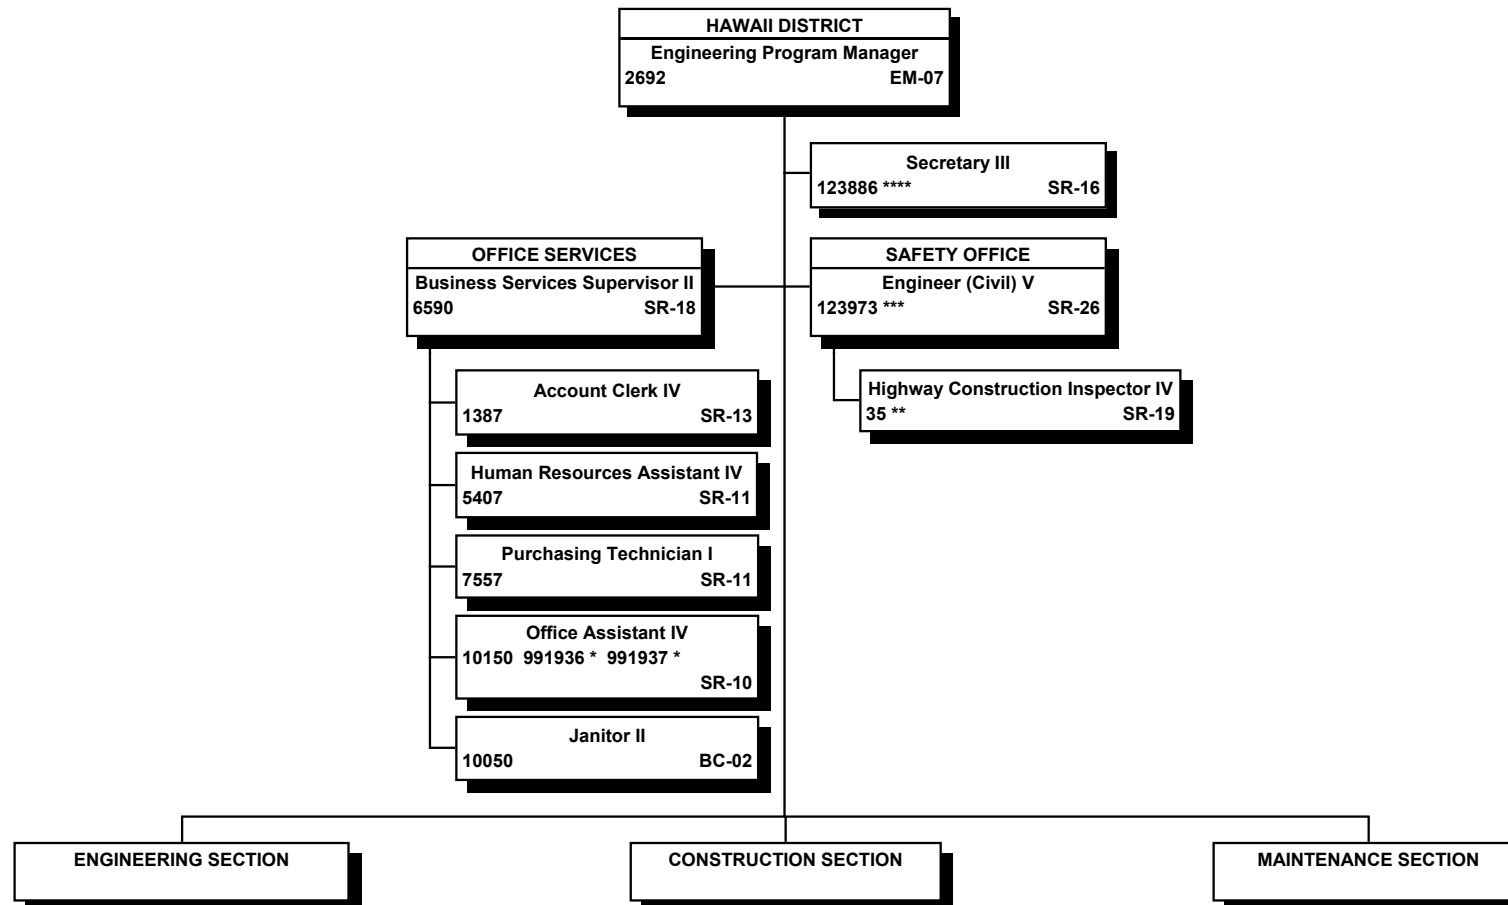 HAWAII DISTRICT
Engineering Program Manager
2692 EM-07
Secretary III
123886 **** SR-16
OFFICE SERVICES
Business Services Supervisor II
6590 SR-18
SAFETY OFFICE
Engineer (Civil) V
123973 *** SR-26
Account Clerk IV
1387 SR-13
Highway Construction Inspector IV
35 ** SR-19
Human Resources Assistant IV
5407 SR-11
Purchasing Technician I
7557 SR-11
Office Assistant IV
10150 991936 * 991937 *
SR-10
Janitor II
10050 BC-02
ENGINEERING SECTION
CONSTRUCTION SECTION
MAINTENANCE SECTION